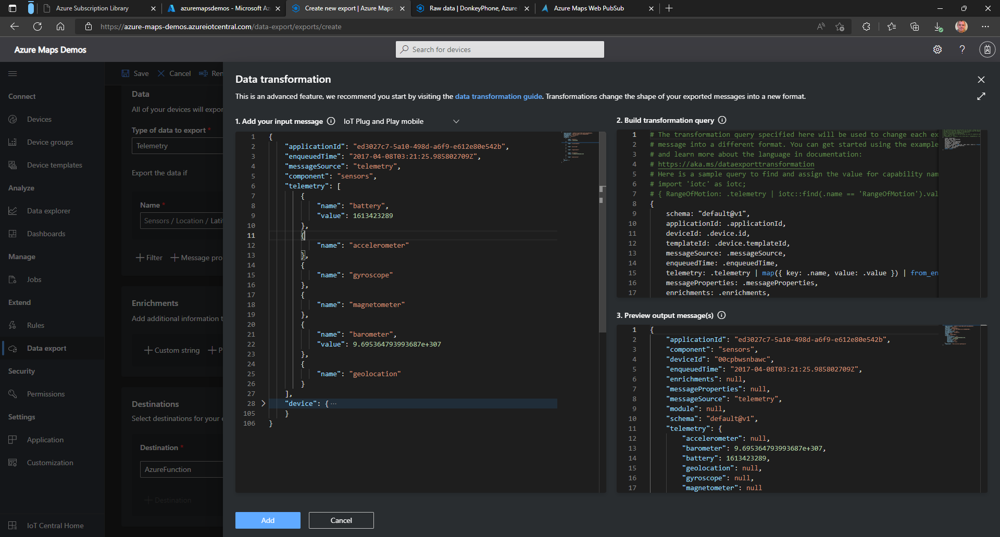 Azure Subscription Library
azuremapsdemos - Microsoft Az
Create new export | Azure Maps
Raw data | DonkeyPhone, Azure
Azure Maps Web PubSub
https://azure-maps-demos.azureiotcentral.com/data-export/exports/create
Azure Maps Demos
Search for devices
Connect
Devices
Device groups
Device templates
Analyze
Data explorer
Dashboards
Manage
Jobs
Extend
Rules
Data export
Security
Permissions
Settings
Application
Customization
IoT Central Home
Save
Cancel
Ren
Data
All of your devices will expor
Type of data to export *
Telemetry
Export the data if
Name *
Sensors / Location / Lati
+ Filter
+ Message pro
Enrichments
Add additional information t
+ Custom string
+ P
Destinations
Select destinations for your
Destination *
AzureFunction
+ Destination
Data transformation
This is an advanced feature, we recommend you start by visiting the data transformation guide. Transformations change the shape of your exported messages into a new format.
1. Add your input message
IoT Plug and Play mobile
1 {
2 "applicationId": "ed3027c7-5a10-498d-a6f9-e612e80e542b",
3 "enqueuedTime": "2017-04-08T03:21:25.985802709Z",
4 "messageSource": "telemetry",
5 "component": "sensors",
6 "telemetry": [
7 {
8 "name": "battery",
9 "value": 1613423289
10 },
11 {
12 "name": "accelerometer"
13 },
14 {
15 "name": "gyroscope"
16 },
17 {
18 "name": "magnetometer"
19 },
20 {
21 "name": "barometer",
22 "value": 9.695364793993687e+307
23 },
24 {
25 "name": "geolocation"
26 }
27 ],
28 "device": {···
105 }
106 }
Add
Cancel
2. Build transformation query
1 # The transformation query specified here will be used to change each ex
2 # message into a different format. You can get started using the example
3 # and learn more about the language in documentation:
4 # https://aka.ms/dataexporttransformation
5 # Here is a sample query to find and assign the value for capability nam
6 # import 'iotc' as iotc;
7 # { RangeOfMotion: .telemetry | iotc::find(.name == 'RangeOfMotion').val
8 {
9 schema: "default@v1",
10 applicationId: .applicationId,
11 deviceId: .device.id,
12 templateId: .device.templateId,
13 messageSource: .messageSource,
14 enqueuedTime: .enqueuedTime,
15 telemetry: .telemetry | map({ key: .name, value: .value }) | from_en
16 messageProperties: .messageProperties,
17 enrichments: .enrichments,
3. Preview output message(s)
1 {
2 "applicationId": "ed3027c7-5a10-498d-a6f9-e612e80e542b",
3 "component": "sensors",
4 "deviceId": "00cpbwsnbawc",
5 "enqueuedTime": "2017-04-08T03:21:25.985802709Z",
6 "enrichments": null,
7 "messageProperties": null,
8 "messageSource": "telemetry",
9 "module": null,
10 "schema": "default@v1",
11 "telemetry": {
12 "accelerometer": null,
13 "barometer": 9.695364793993687e+307,
14 "battery": 1613423289,
15 "geolocation": null,
16 "gyroscope": null,
17 "magnetometer": null